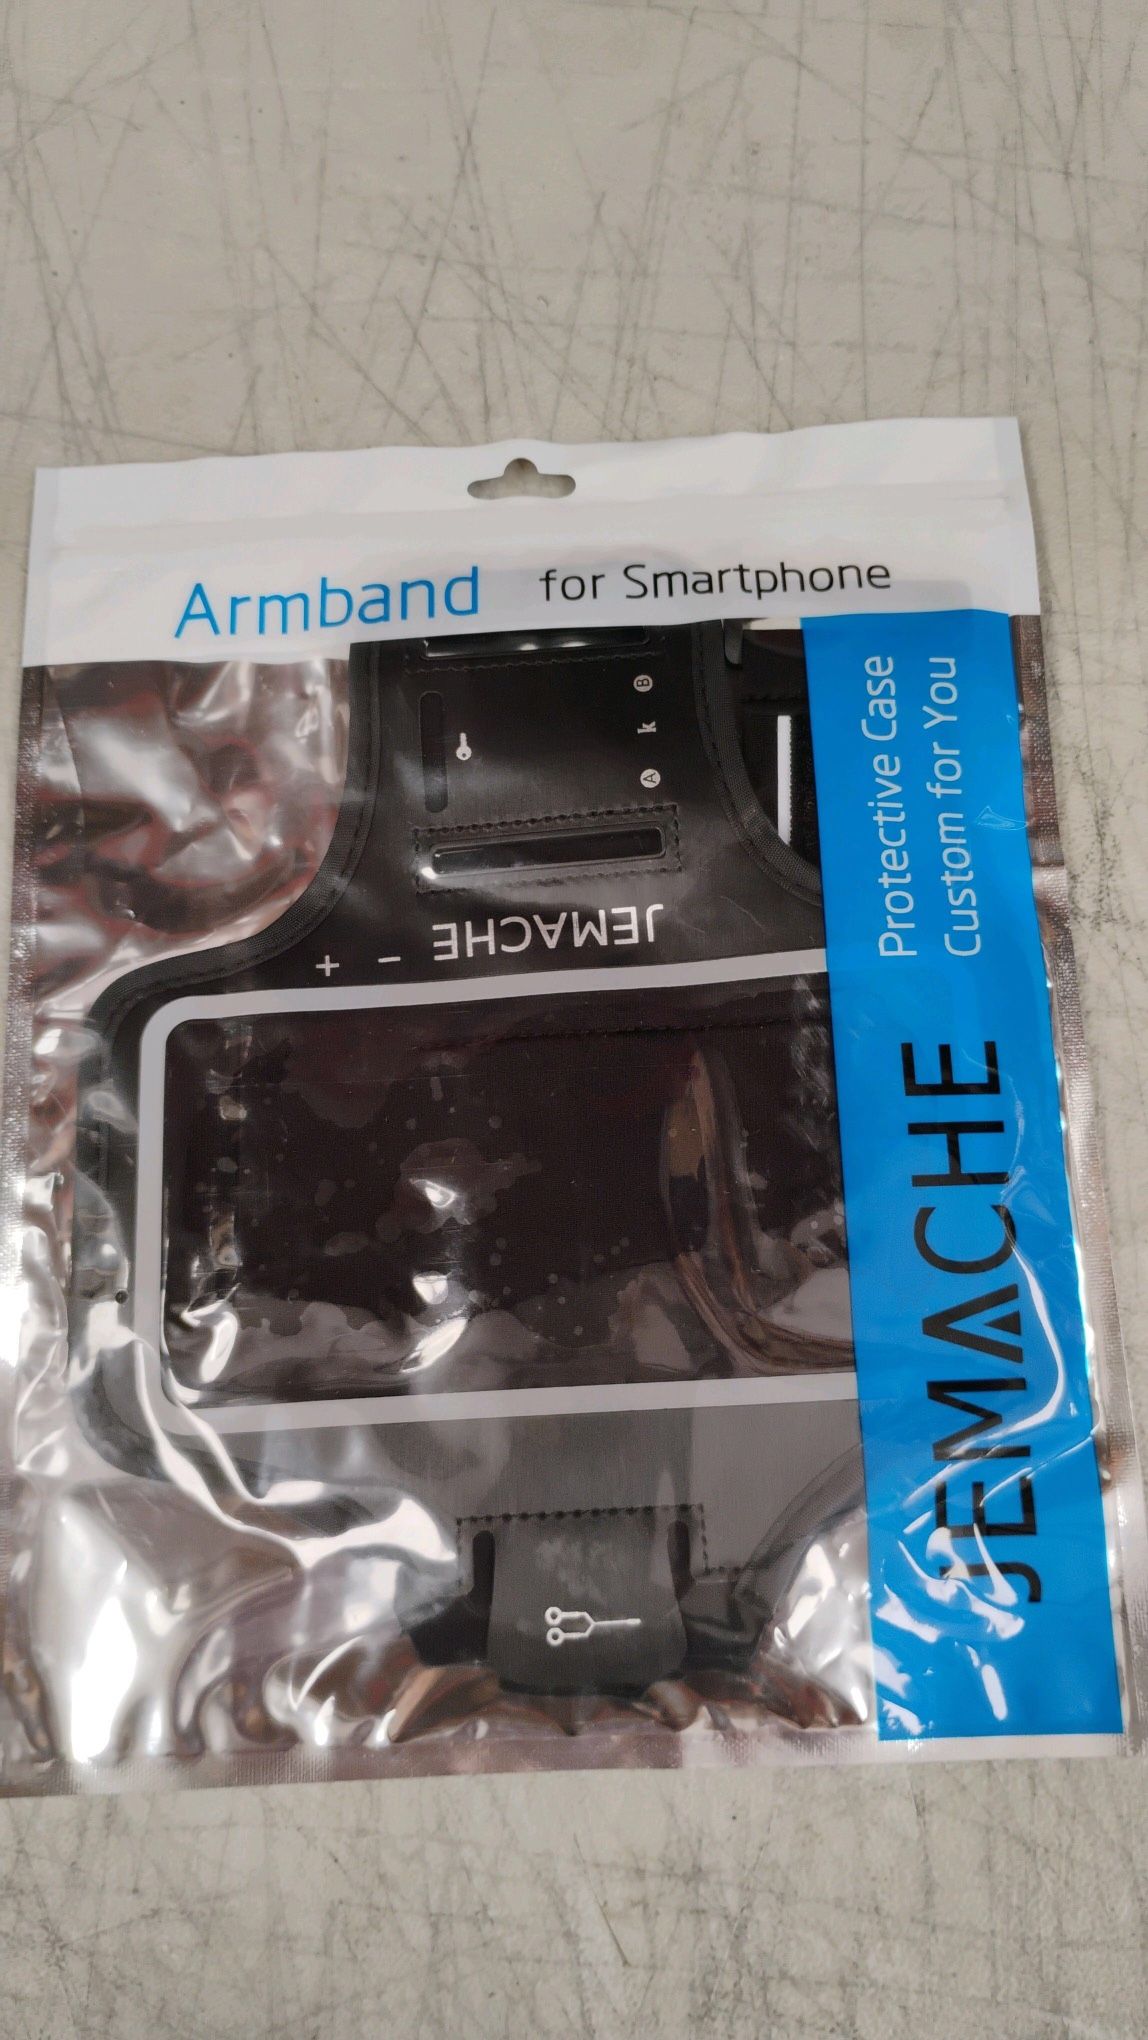 Armband for Smartphone
Protective Case
Custom for You
JEMACHE
B
k
A
JEMACHE - +